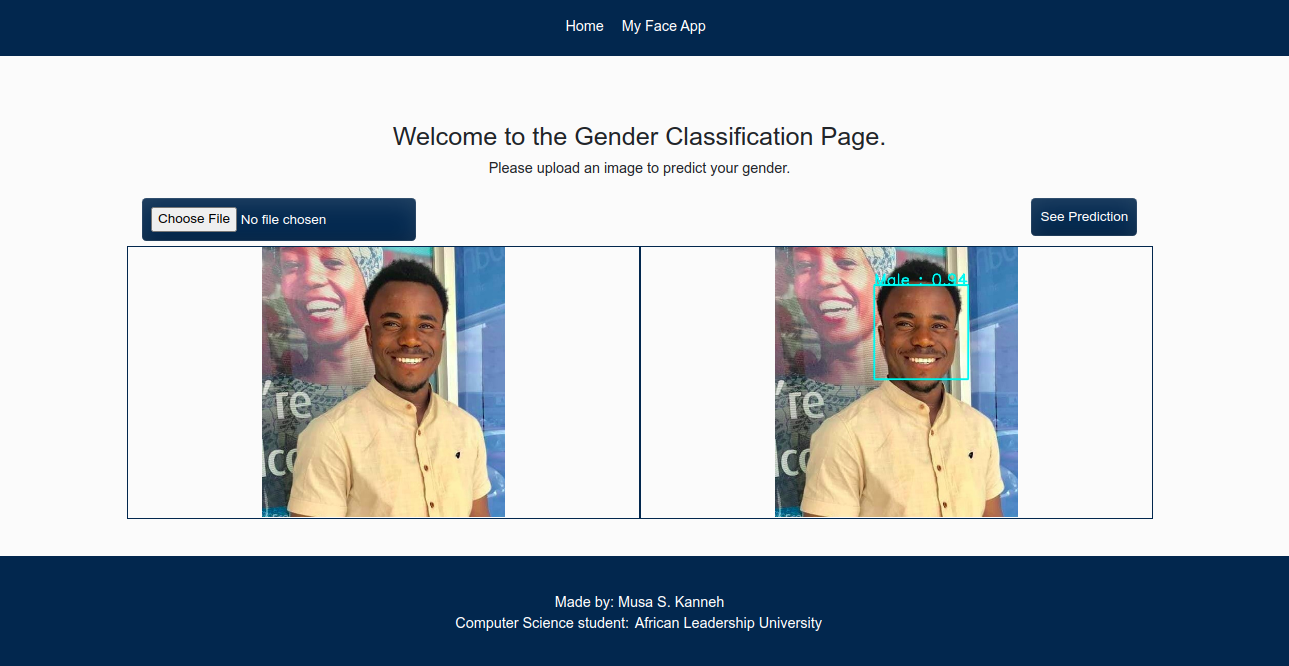 Home My Face App
Welcome to the Gender Classification Page.
Please upload an image to predict your gender.
Choose File No file chosen
See Prediction
're
Male : 0.94
're
Made by: Musa S. Kanneh
Computer Science student: African Leadership University